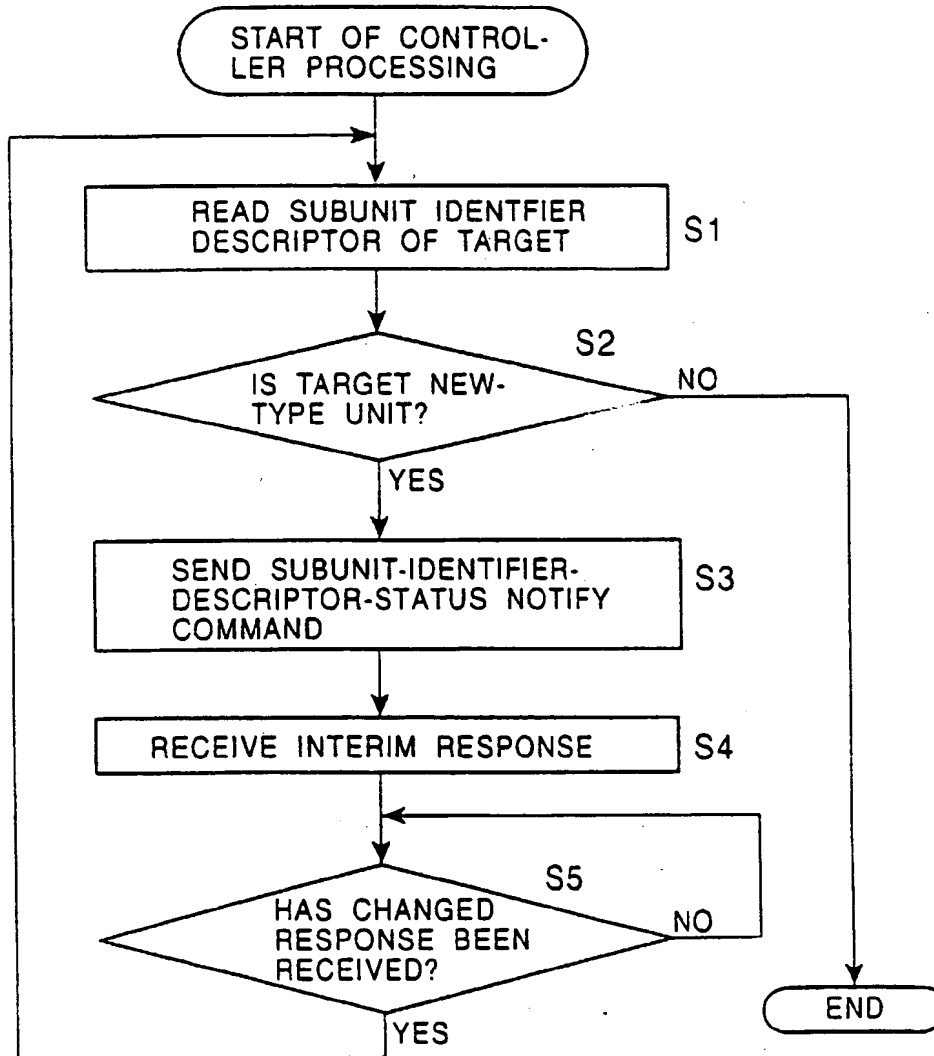 START OF CONTROL-
LER PROCESSING
READ SUBUNIT IDENTFIER
DESCRIPTOR OF TARGET
S1
S2
IS TARGET NEW-
TYPE UNIT?
NO
YES
SEND SUBUNIT-IDENTIFIER-
DESCRIPTOR-STATUS NOTIFY
COMMAND
S3
RECEIVE INTERIM RESPONSE
S4
S5
HAS CHANGED
RESPONSE BEEN
RECEIVED?
NO
YES
END